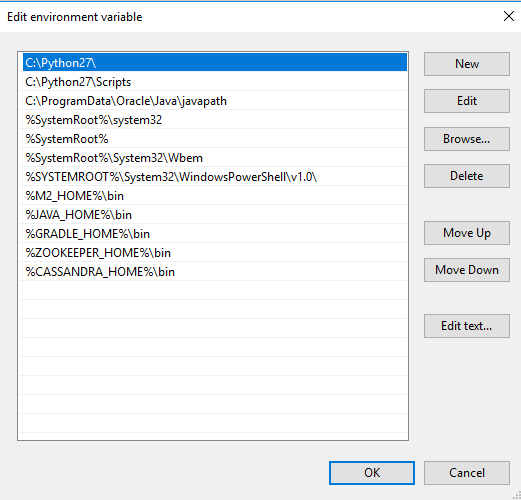 Edit environment variable
C:\Python27\
C:\Python27\Scripts
C:\ProgramData\Oracle\Java\javapath
%SystemRoot%\system32
%SystemRoot%
%SystemRoot%\System32\Wbem
%SYSTEMROOT%\System32\WindowsPowerShell\v1.0\
%M2_HOME%\bin
%JAVA_HOME%\bin
%GRADLE_HOME%\bin
%ZOOKEEPER_HOME%\bin
%CASSANDRA_HOME%\bin
New
Edit
Browse...
Delete
Move Up
Move Down
Edit text...
OK
Cancel